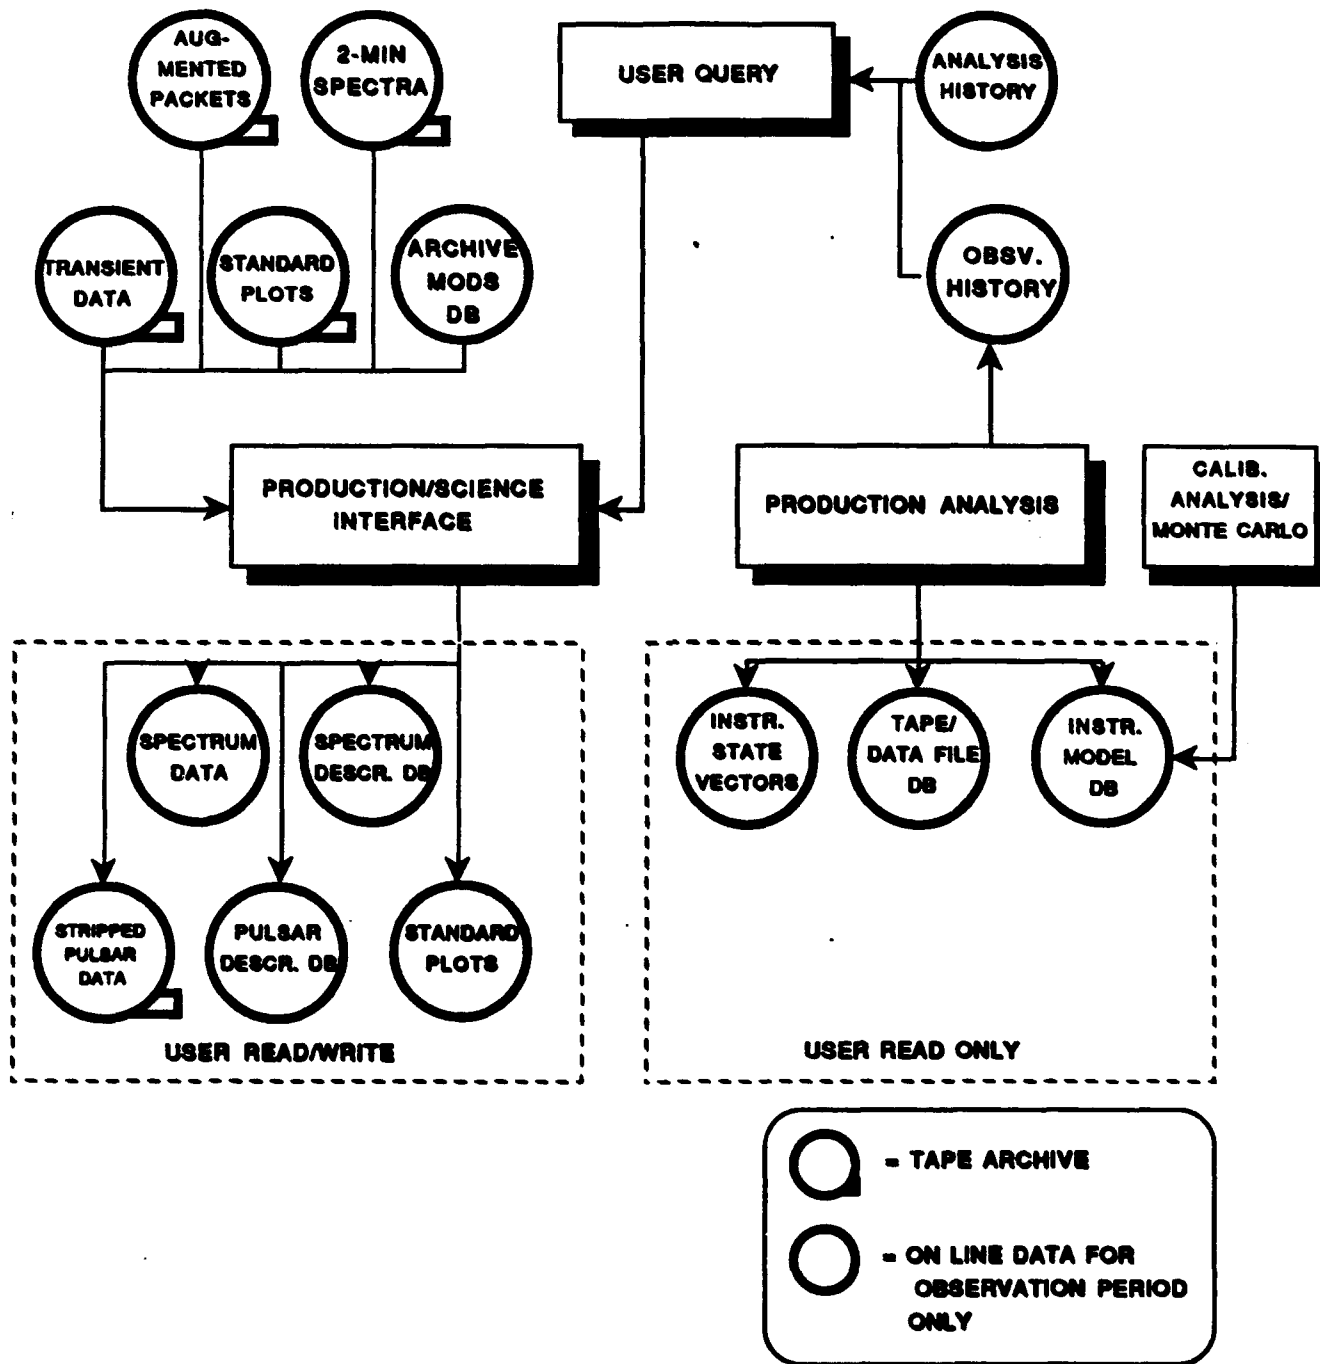 AUG-
MENTED
PACKETS
2-MIN
SPECTRA
USER QUERY
ANALYSIS
HISTORY
TRANSIENT
DATA
STANDARD
PLOTS
ARCHIVE
MODS
DB
OBSV.
HISTORY
PRODUCTION/SCIENCE
INTERFACE
PRODUCTION ANALYSIS
CALIB.
ANALYSIS/
MONTE CARLO
SPECTRUM
DATA
SPECTRUM
DESCR. DB
INSTR.
STATE
VECTORS
TAPE/
DATA FILE
DB
INSTR.
MODEL
DB
STRIPPED
PULSAR
DATA
PULSAR
DESCR. DB
STANDARD
PLOTS
USER READ/WRITE
USER READ ONLY
= TAPE ARCHIVE
= ON LINE DATA FOR
OBSERVATION PERIOD
ONLY